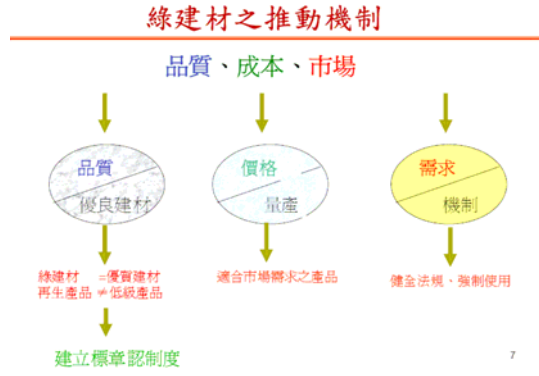 綠建材之推動機制
品質、成本、市場
品質
優良建材
價格
量產
需求
機制
綠建材 =優質建材
再生產品 ≠低級產品
適合市場需求之產品
健全法規、強制使用
建立標章認制度
7